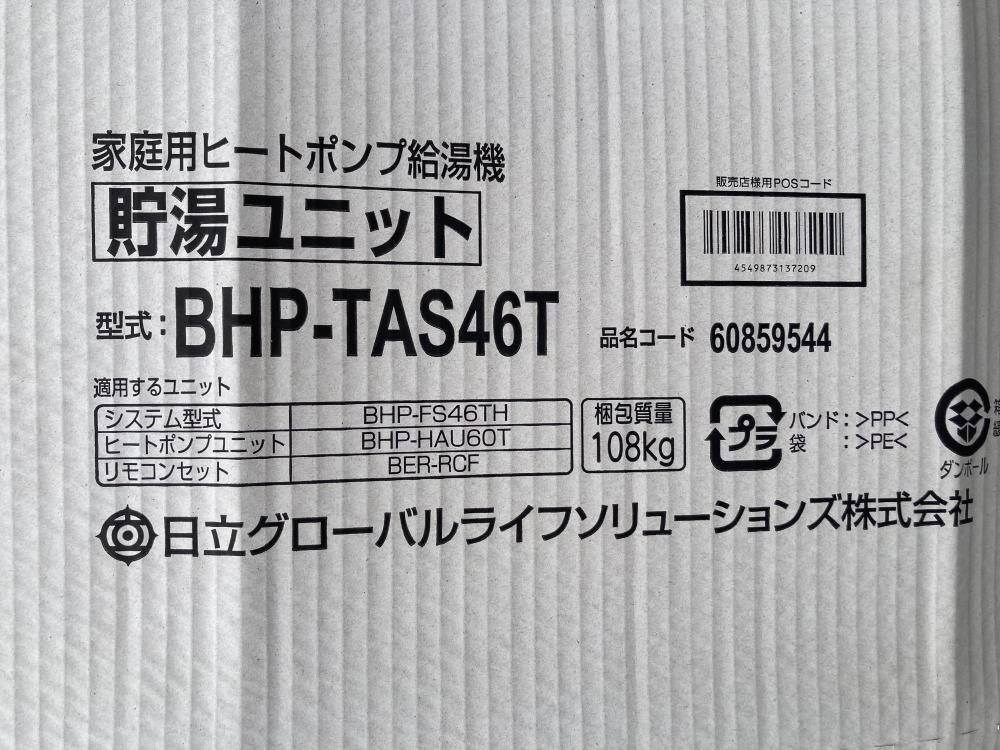 家庭用ヒートポンプ給湯機
貯湯ユニット
販売店様用POSコード
4549873137209
型式：BHP-TAS46T
品名コード 60859544
適用するユニット
システム型式 BHP-FS46TH
ヒートポンプユニット BHP-HAU60T
リモコンセット BER-RCF
梱包質量
108kg
プラ
バンド：>PP<
袋 ：>PE<
ダンボール
日立グローバルライフソリューションズ株式会社